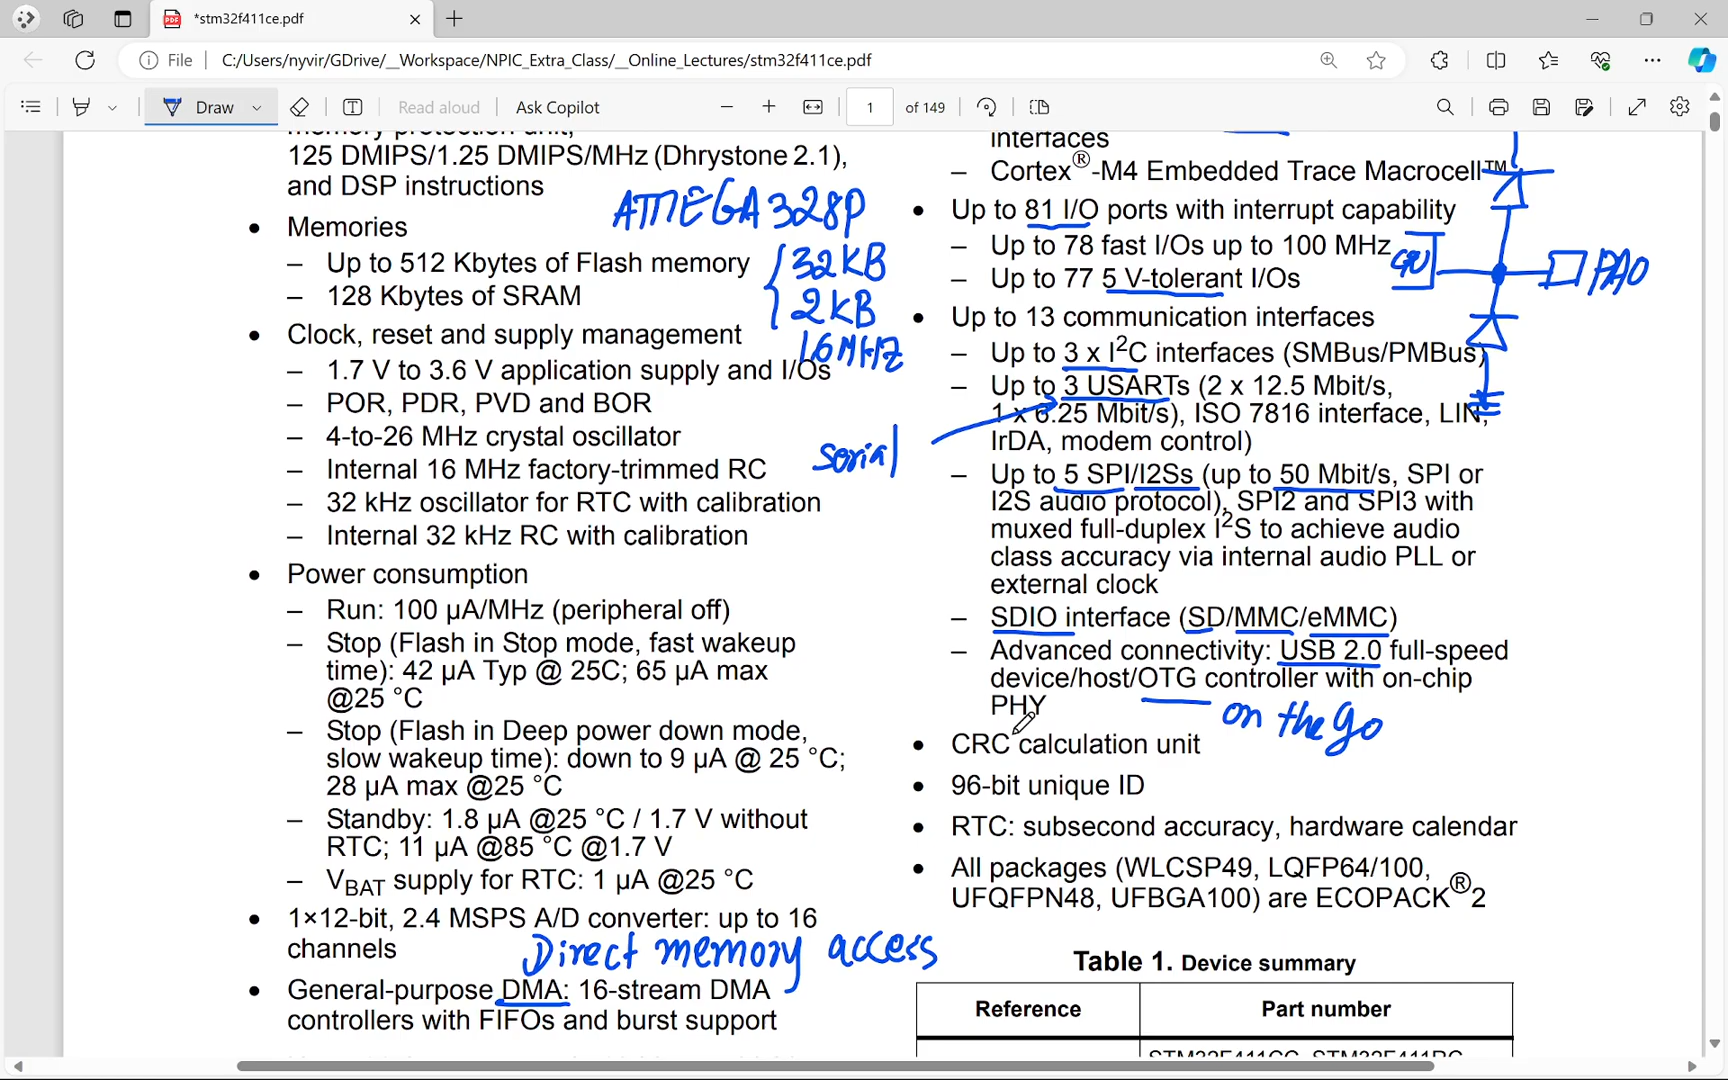 *stm32f411ce.pdf
File
C:/Users/nyvir/GDrive/__Workspace/NPIC_Extra_Class/__Online_Lectures/stm32f411ce.pdf
Draw
Read aloud
Ask Copilot
1 of 149
memory protection unit,
125 DMIPS/1.25 DMIPS/MHz (Dhrystone 2.1),
and DSP instructions
ATMEGA328P
• Memories
– Up to 512 Kbytes of Flash memory
32KB
– 128 Kbytes of SRAM
2KB
• Clock, reset and supply management
16MHZ
– 1.7 V to 3.6 V application supply and I/Os
– POR, PDR, PVD and BOR
– 4-to-26 MHz crystal oscillator
– Internal 16 MHz factory-trimmed RC
– 32 kHz oscillator for RTC with calibration
– Internal 32 kHz RC with calibration
• Power consumption
– Run: 100 µA/MHz (peripheral off)
– Stop (Flash in Stop mode, fast wakeup
time): 42 µA Typ @ 25C; 65 µA max
@25 °C
– Stop (Flash in Deep power down mode,
slow wakeup time): down to 9 µA @ 25 °C;
28 µA max @25 °C
– Standby: 1.8 µA @25 °C / 1.7 V without
RTC; 11 µA @85 °C @1.7 V
– VBAT supply for RTC: 1 µA @25 °C
• 1×12-bit, 2.4 MSPS A/D converter: up to 16
channels
Direct memory access
• General-purpose DMA: 16-stream DMA
controllers with FIFOs and burst support
interfaces
– Cortex®-M4 Embedded Trace Macrocell™
• Up to 81 I/O ports with interrupt capability
– Up to 78 fast I/Os up to 100 MHz
CPU
PA0
– Up to 77 5 V-tolerant I/Os
• Up to 13 communication interfaces
– Up to 3 x I2C interfaces (SMBus/PMBus)
– Up to 3 USARTs (2 x 12.5 Mbit/s,
1 x 6.25 Mbit/s), ISO 7816 interface, LIN,
IrDA, modem control)
serial
– Up to 5 SPI/I2Ss (up to 50 Mbit/s, SPI or
I2S audio protocol), SPI2 and SPI3 with
muxed full-duplex I2S to achieve audio
class accuracy via internal audio PLL or
external clock
– SDIO interface (SD/MMC/eMMC)
– Advanced connectivity: USB 2.0 full-speed
device/host/OTG controller with on-chip
PHY
on the go
• CRC calculation unit
• 96-bit unique ID
• RTC: subsecond accuracy, hardware calendar
• All packages (WLCSP49, LQFP64/100,
UFQFPN48, UFBGA100) are ECOPACK®2
Table 1. Device summary
Reference
Part number
STM32F411CC, STM32F411RC,